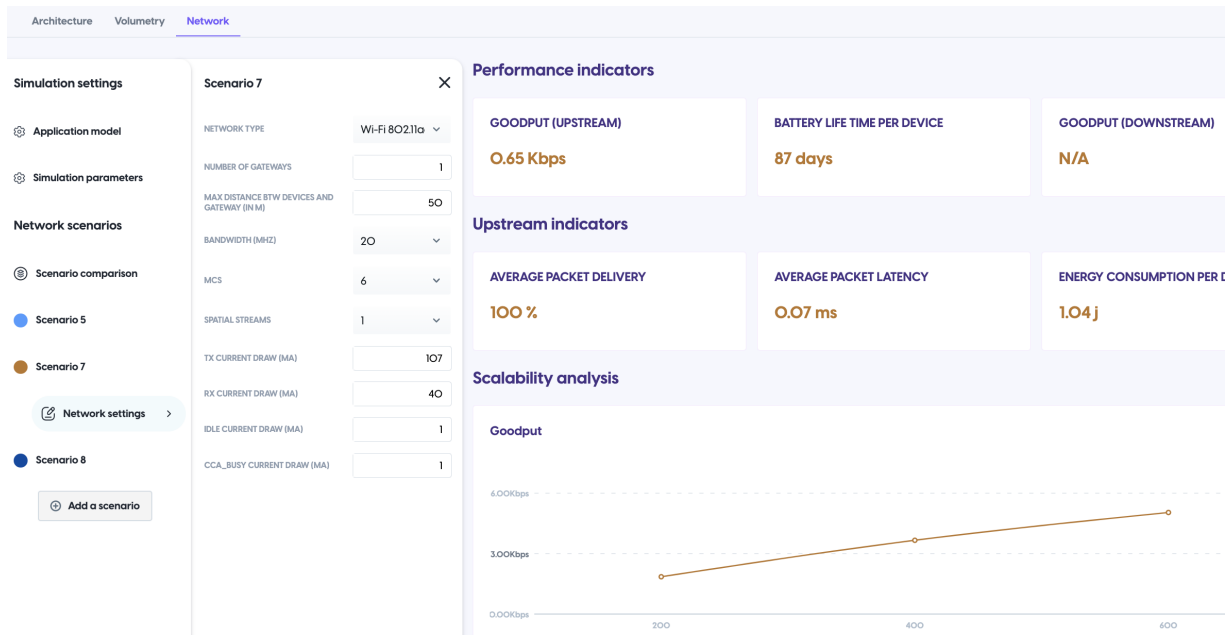 Architecture
Volumetry
Network
Simulation settings
Application model
Simulation parameters
Network scenarios
Scenario comparison
Scenario 5
Scenario 7
Network settings
Scenario 8
Add a scenario
Scenario 7
NETWORK TYPE
Wi-Fi 802.11a
NUMBER OF GATEWAYS
1
MAX DISTANCE BTW DEVICES AND
GATEWAY (IN M)
50
BANDWIDTH (MHZ)
20
MCS
6
SPATIAL STREAMS
1
TX CURRENT DRAW (MA)
107
RX CURRENT DRAW (MA)
40
IDLE CURRENT DRAW (MA)
1
CCA_BUSY CURRENT DRAW (MA)
1
Performance indicators
GOODPUT (UPSTREAM)
0.65 Kbps
BATTERY LIFE TIME PER DEVICE
87 days
GOODPUT (DOWNSTREAM)
N/A
Upstream indicators
AVERAGE PACKET DELIVERY
100 %
AVERAGE PACKET LATENCY
0.07 ms
ENERGY CONSUMPTION PER
1.04 j
Scalability analysis
Goodput
6.00Kbps
3.00Kbps
0.00Kbps
200
400
600